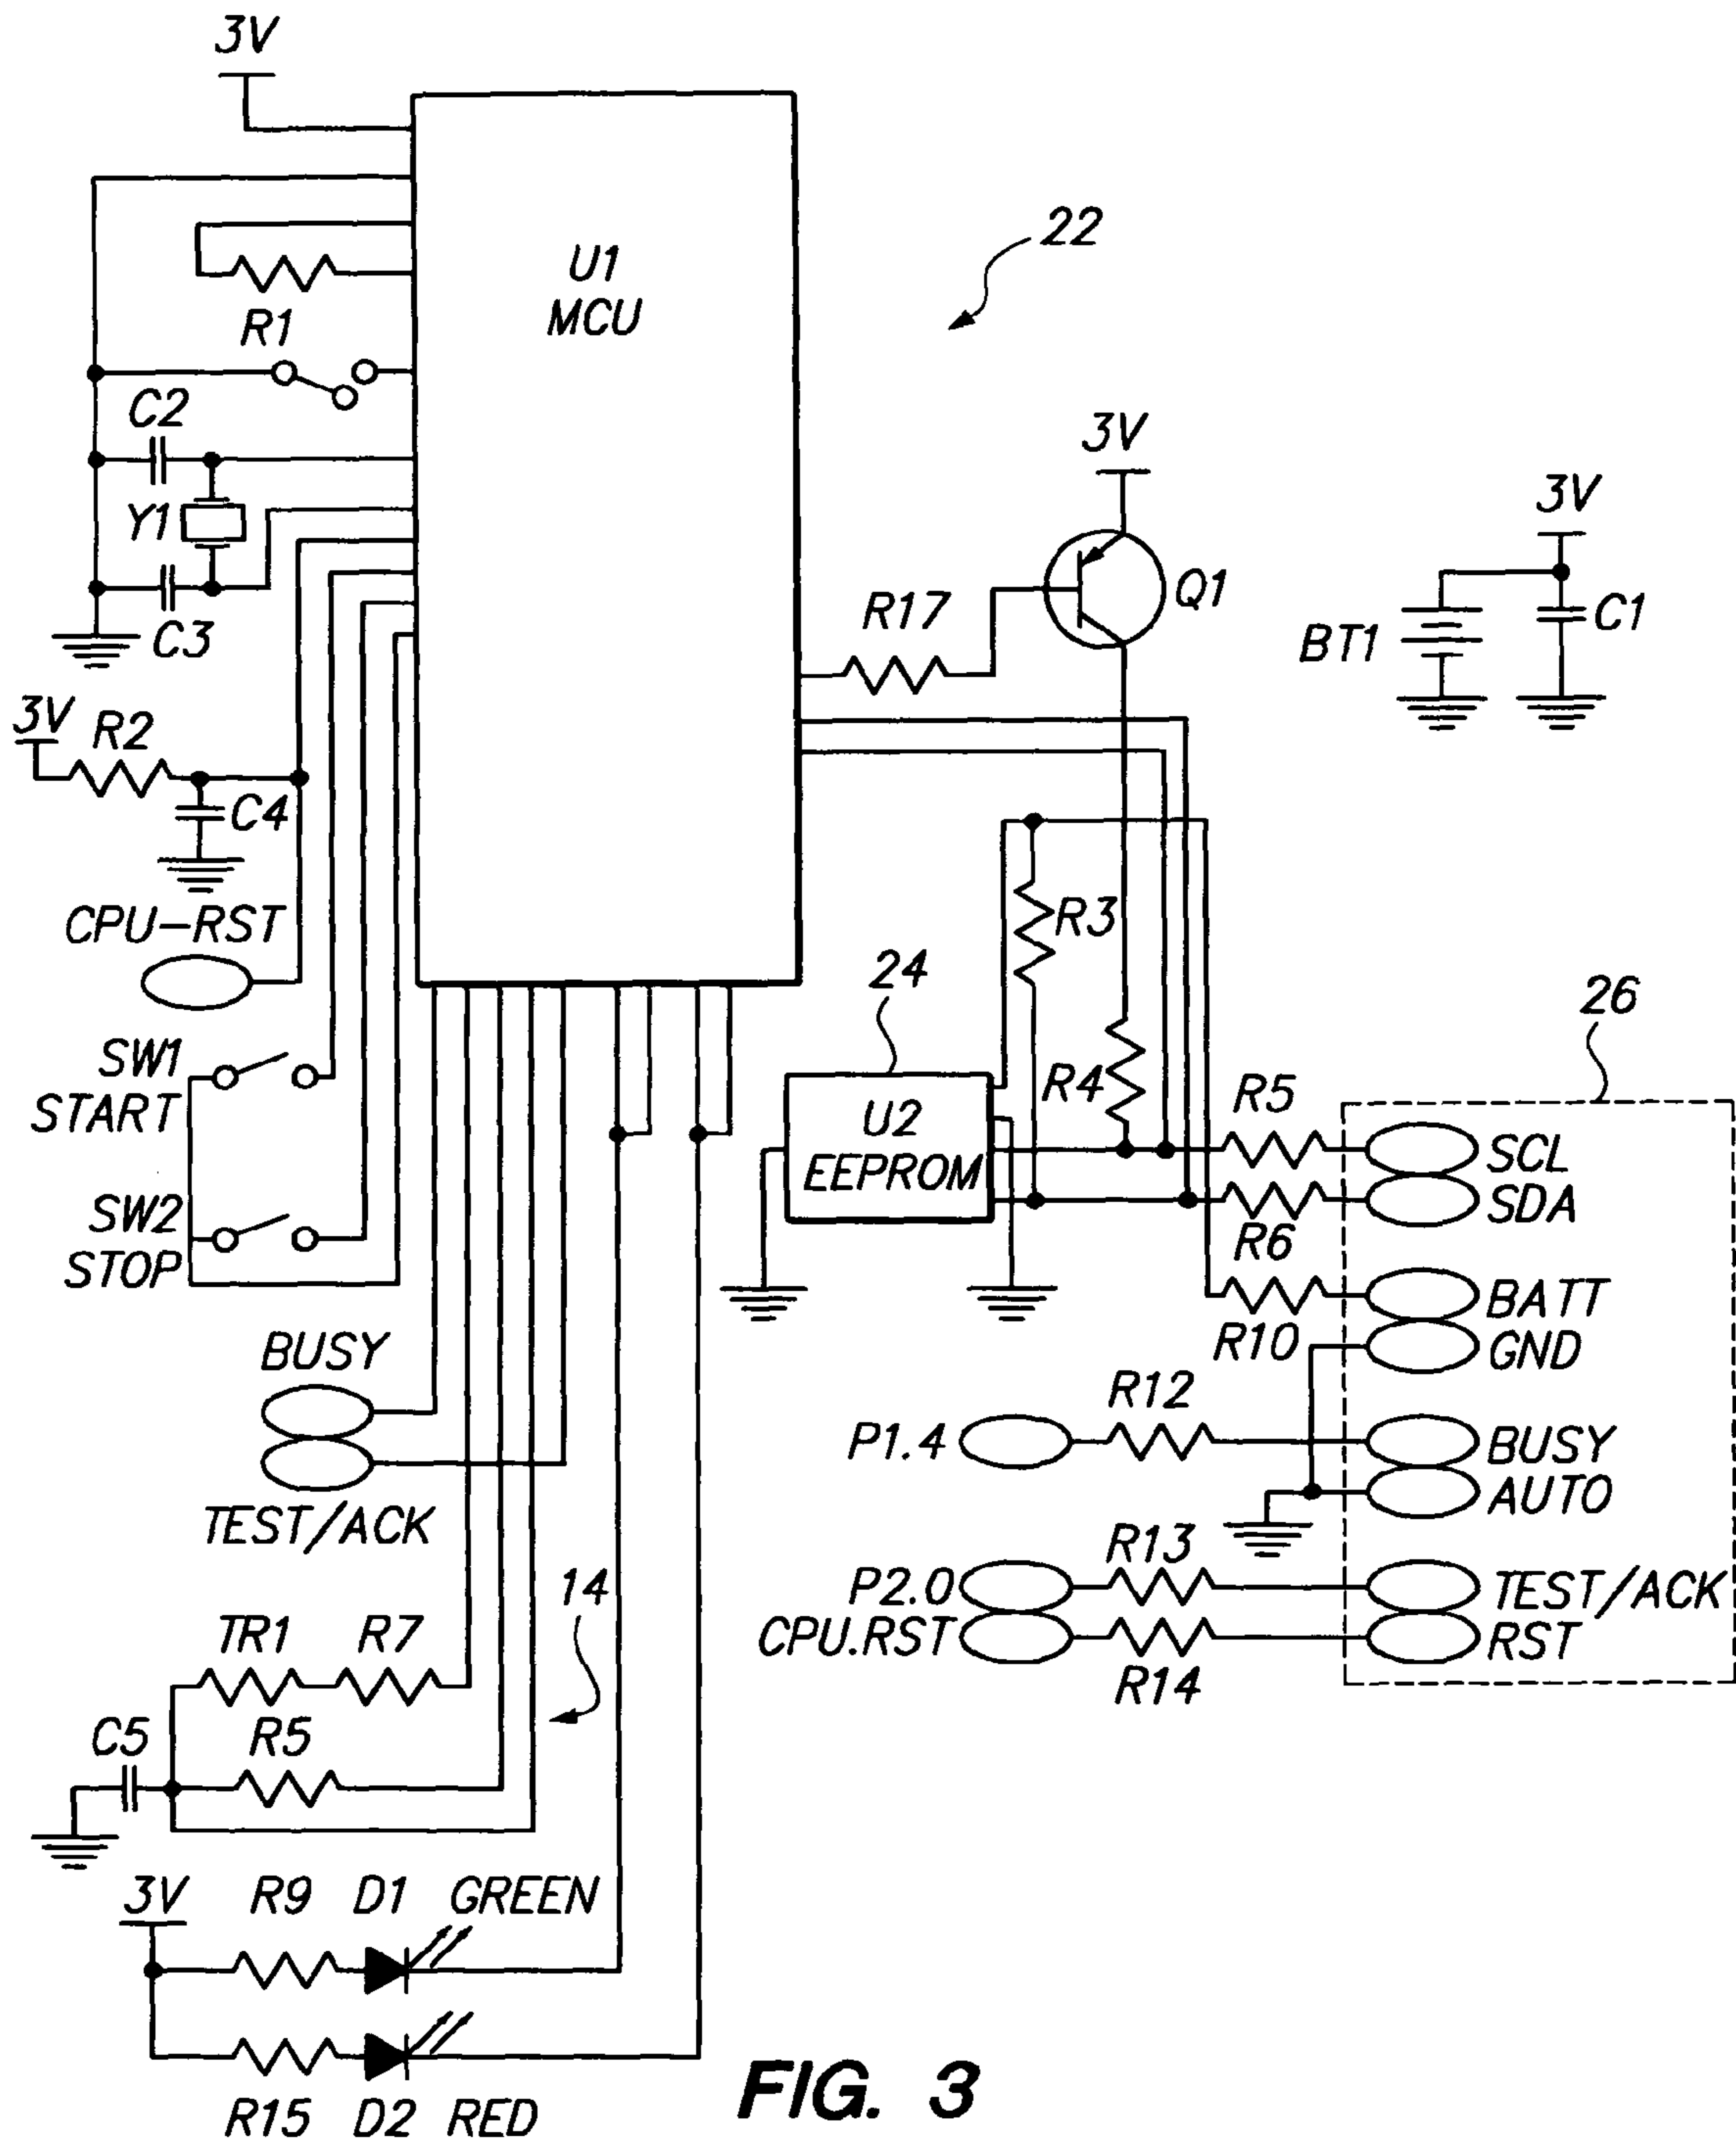 3V
U1
MCU
22
R1
C2
Y1
C3
3V
Q1
R17
3V
BT1
C1
3V
R2
C4
CPU-RST
R3
24
26
SW1
START
R4
U2
EEPROM
R5
SCL
SDA
R6
SW2
STOP
BATT
R10
GND
BUSY
TEST/ACK
R12
P1.4
BUSY
AUTO
14
R13
P2.0
TEST/ACK
CPU.RST
RST
R14
TR1
R7
C5
R5
3V
R9
D1
GREEN
R15
D2
RED
FIG. 3